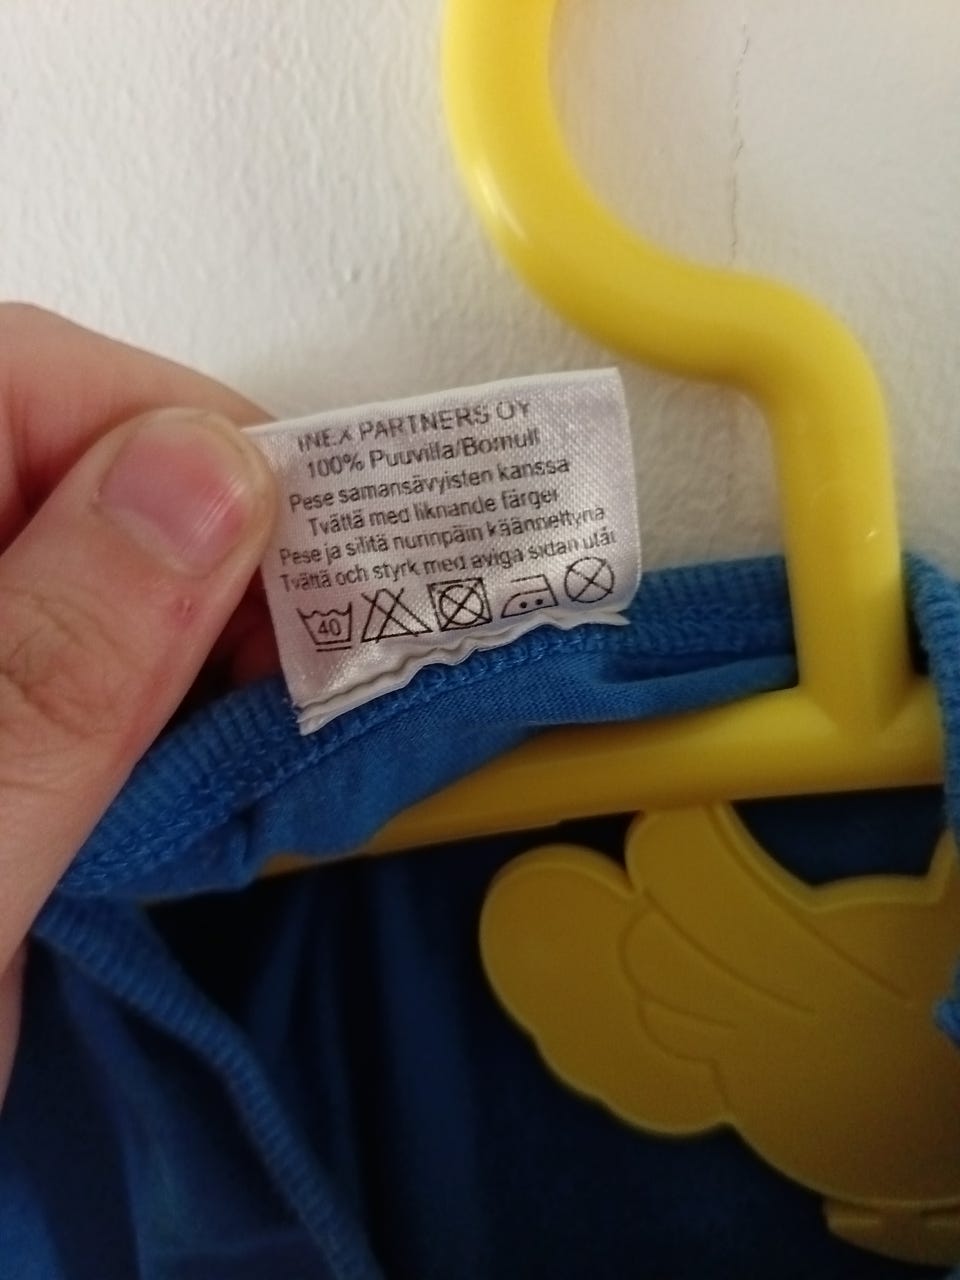 INEX PARTNERS OY
100% Puuvilla/Bomull
Pese samansävyisten kanssa
Tvättä med liknande färger
Pese ja silitä nurinpäin käännettynä
Tvättä och styrk med aviga sidan utåt
40